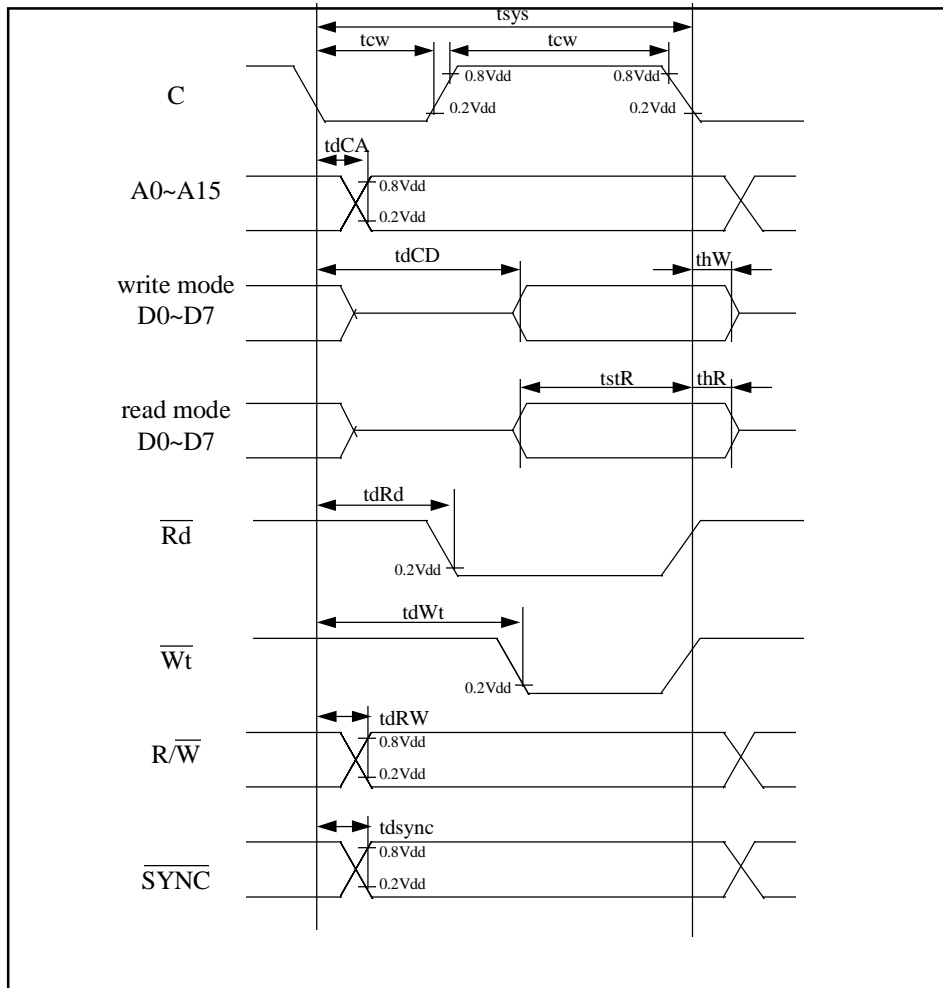 tsys
tcw tcw
C
0.8Vdd 0.8Vdd
0.2Vdd 0.2Vdd
tdCA
A0~A15
0.8Vdd
0.2Vdd
tdCD thW
write mode
D0~D7
tstR thR
read mode
D0~D7
tdRd
Rd
0.2Vdd
tdWt
Wt
0.2Vdd
tdRW
R/W
0.8Vdd
0.2Vdd
tdsync
0.8Vdd
SYNC
0.2Vdd